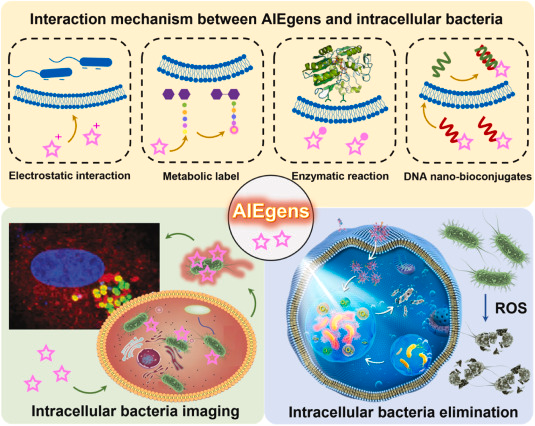 Interaction mechanism between AIEgens and intracellular bacteria
Electrostatic interaction
Metabolic label
Enzymatic reaction
DNA nano-bioconjugates
AIEgens
ROS
Intracellular bacteria imaging
Intracellular bacteria elimination